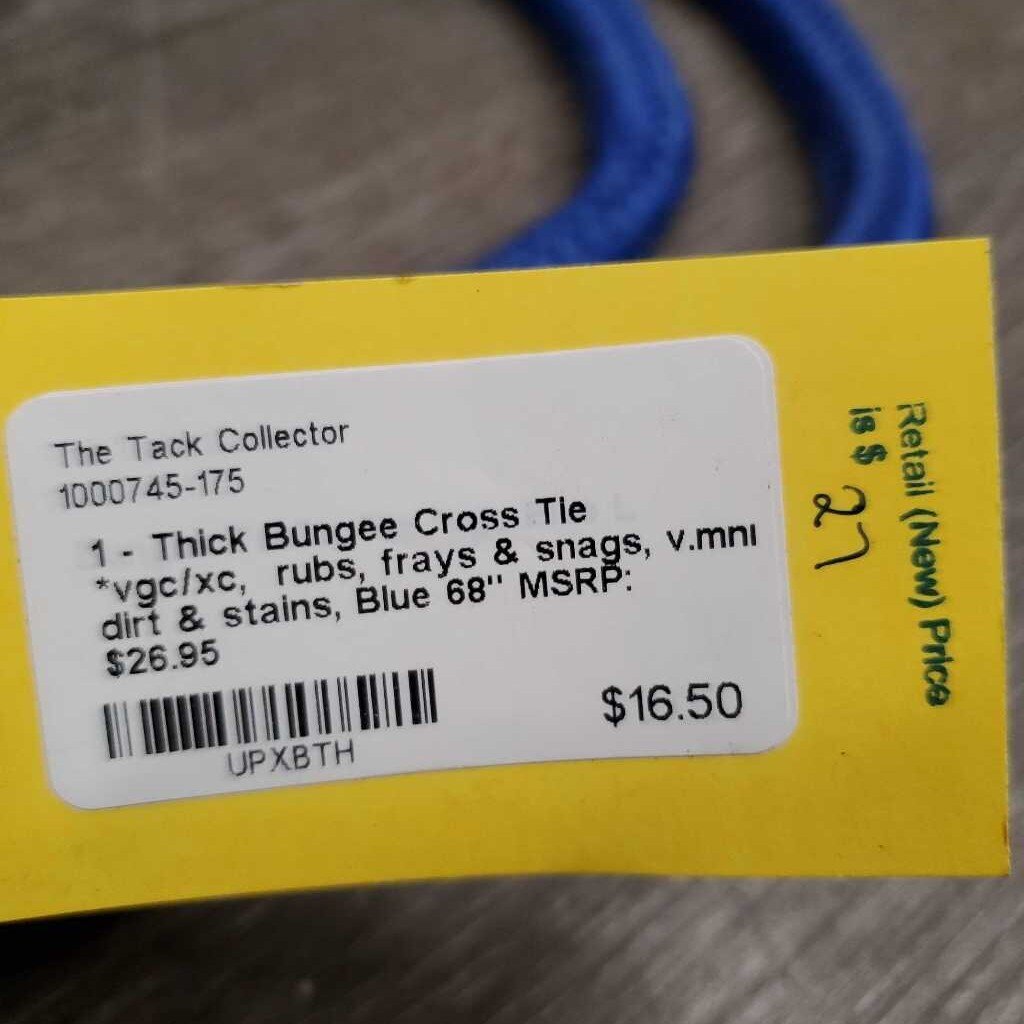 The Tack Collector
1000745-175
1 - Thick Bungee Cross Tie
*vgc/xc, rubs, frays & snags, v.mni
dirt & stains, Blue 68" MSRP:
$26.95
$16.50
UPXBTH
Retail (New) Price
is $
27